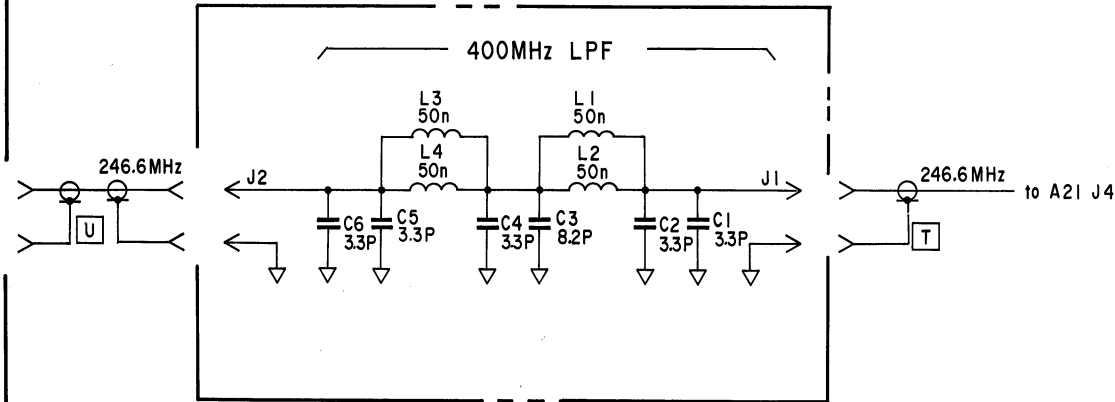 400MHz LPF
L3
50n
L1
50n
L4
50n
L2
50n
246.6MHz
J2
J1
246.6MHz
to A21 J4
U
C6
3.3P
C5
3.3P
C4
3.3P
C3
8.2P
C2
3.3P
C1
3.3P
T